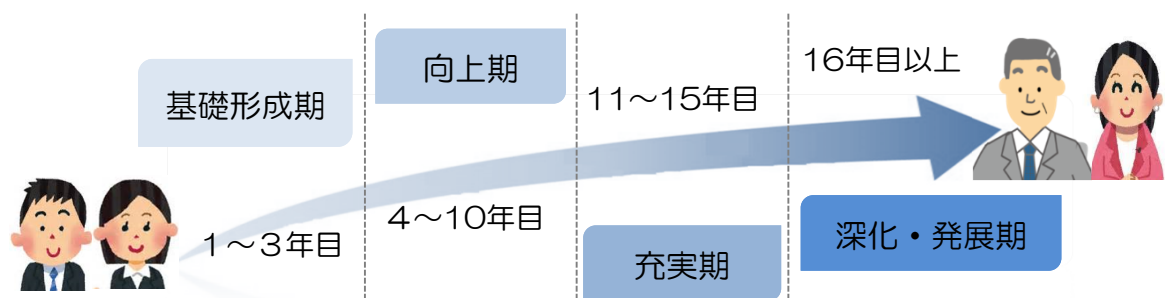 基礎形成期
１～３年目
向上期
４～10年目
11～15年目
充実期
16年目以上
深化・発展期